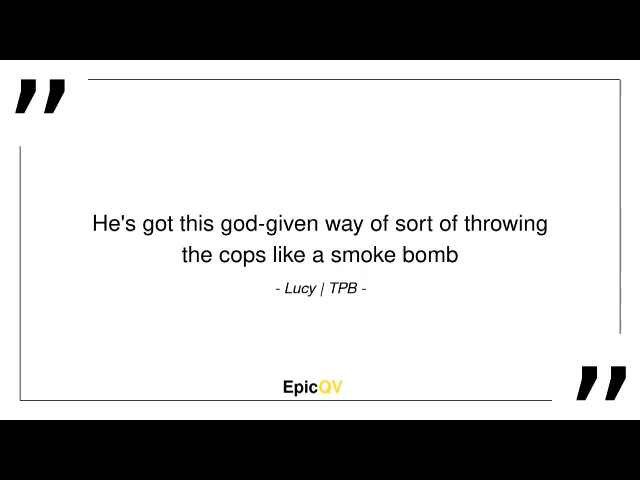 He's got this god-given way of sort of throwing
the cops like a smoke bomb
- Lucy | TPB -
EpicQV